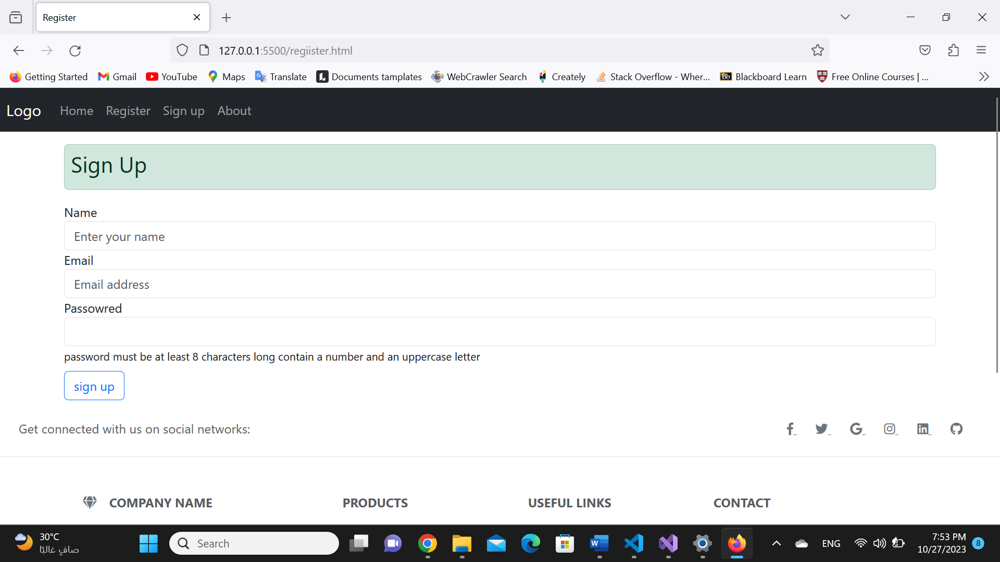 Register
127.0.0.1:5500/regiister.html
Getting Started Gmail YouTube Maps Translate Documents tamplates WebCrawler Search Creately Stack Overflow - Wher... Blackboard Learn Free Online Courses | ...
Logo Home Register Sign up About
Sign Up
Name
Enter your name
Email
Email address
Passowred
password must be at least 8 characters long contain a number and an uppercase letter
sign up
Get connected with us on social networks:
COMPANY NAME PRODUCTS USEFUL LINKS CONTACT
30°C
صافٍ غالبًا
Search
ENG
7:53 PM
10/27/2023
8